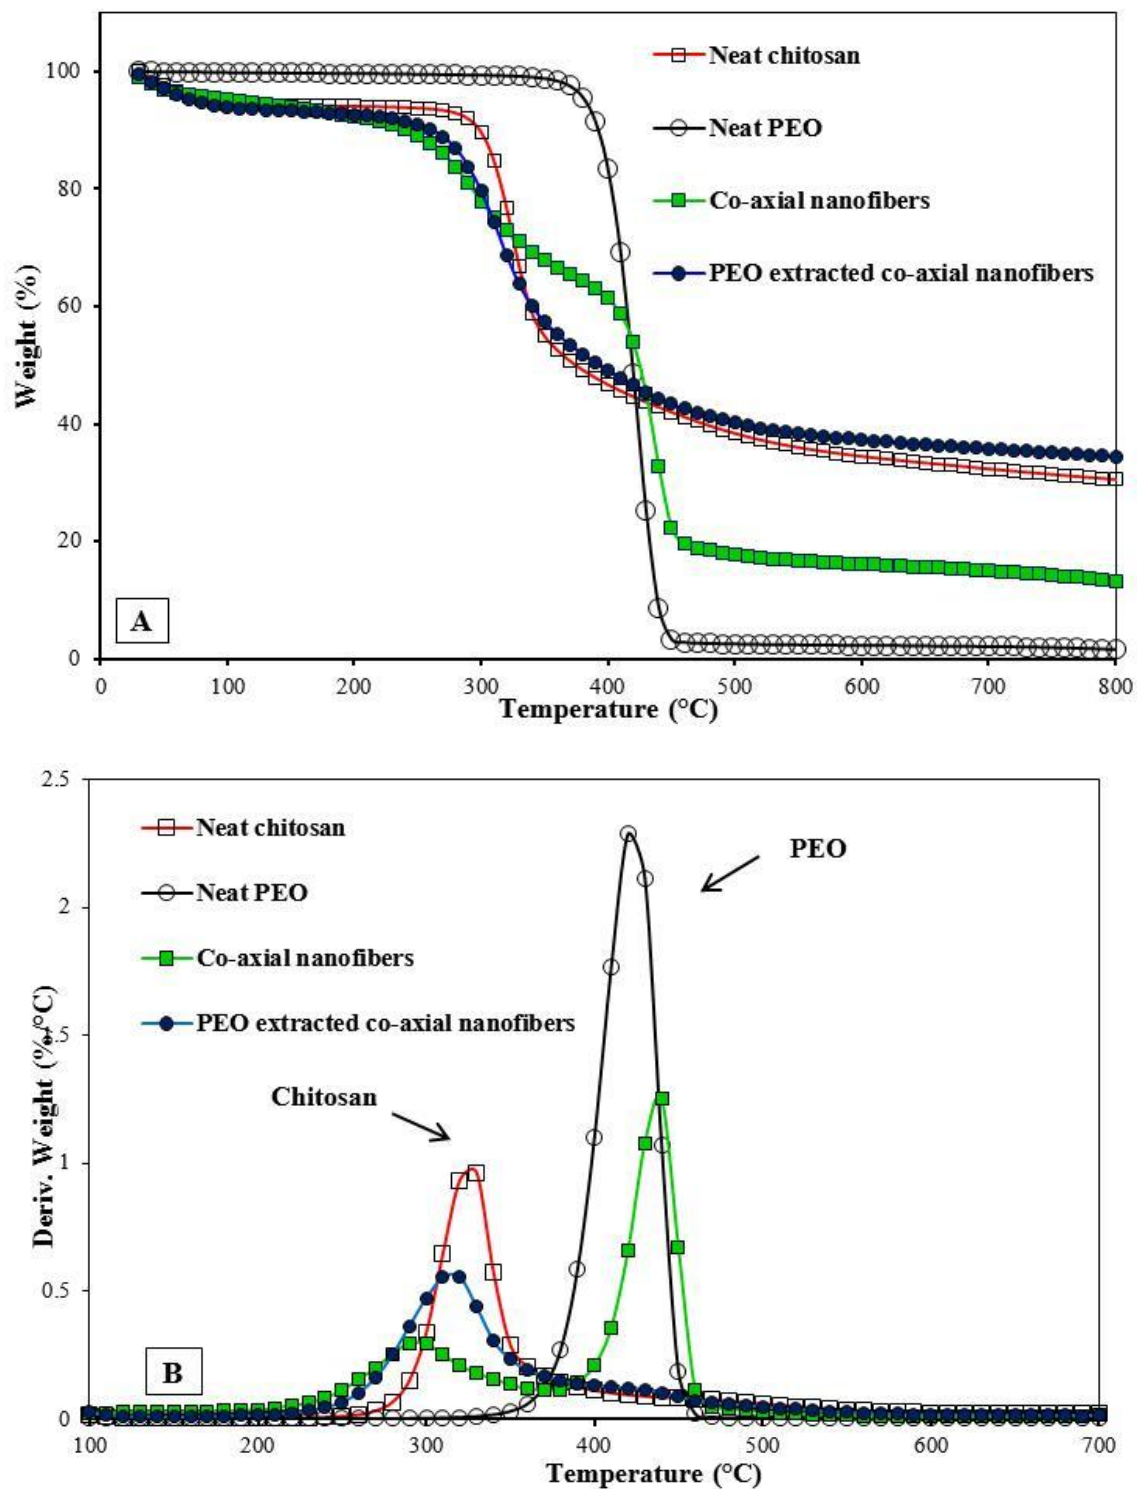 100
80
60
40
20
0
Weight (%)
Neat chitosan
Neat PEO
Co-axial nanofibers
PEO extracted co-axial nanofibers
A
0 100 200 300 400 500 600 700 800
Temperature (°C)
2.5
2
1.5
1
0.5
0
Deriv. Weight (%/°C)
Neat chitosan
Neat PEO
Co-axial nanofibers
PEO extracted co-axial nanofibers
PEO
Chitosan
B
100 200 300 400 500 600 700
Temperature (°C)